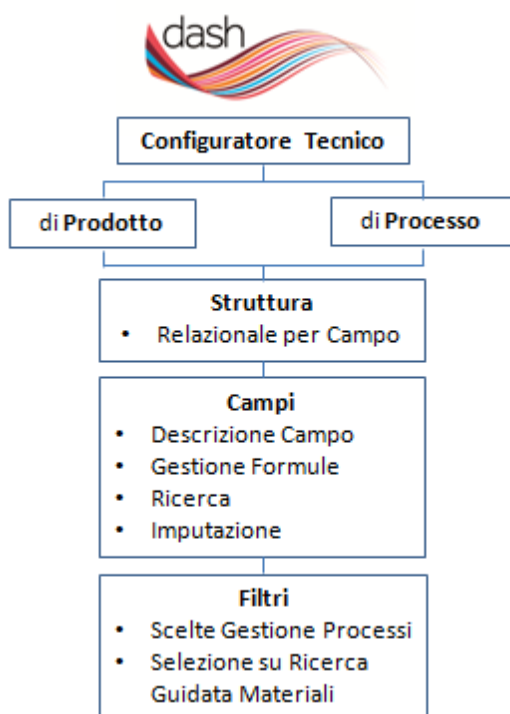 dash
Configuratore Tecnico
di Prodotto
di Processo
Struttura
• Relazionale per Campo
Campi
• Descrizione Campo
• Gestione Formule
• Ricerca
• Imputazione
Filtri
• Scelte Gestione Processi
• Selezione su Ricerca
Guidata Materiali